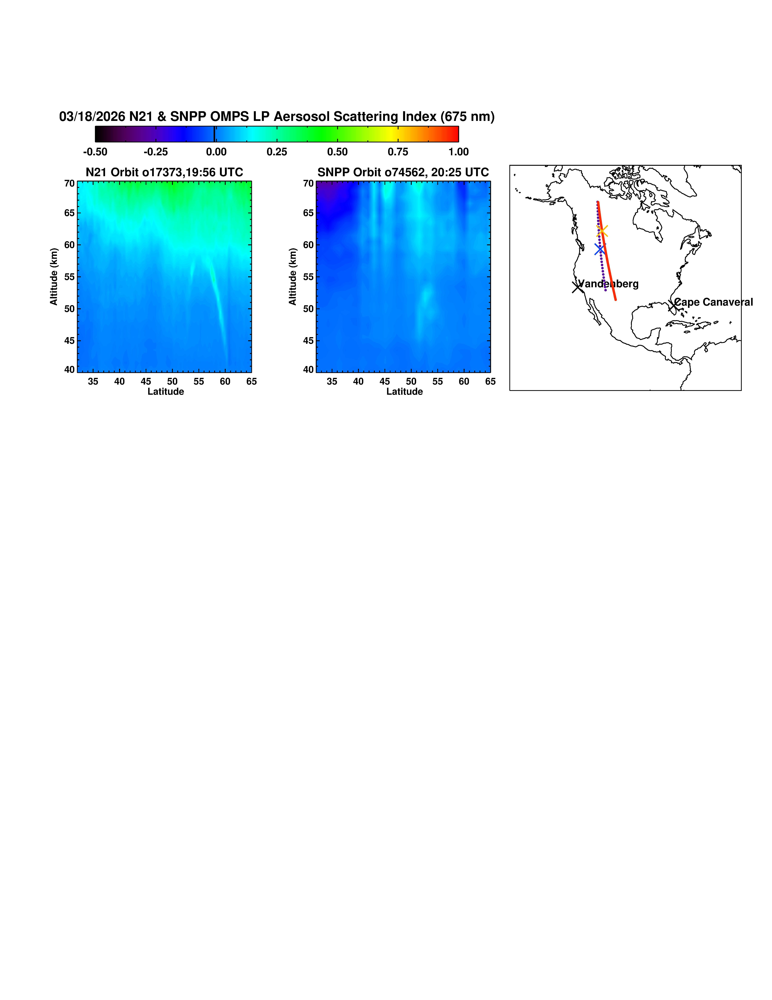 03/18/2026 N21 & SNPP OMPS LP Aersosol Scattering Index (675 nm)
-0.50 -0.25 0.00 0.25 0.50 0.75 1.00
N21 Orbit o17373,19:56 UTC
70
65
60
55
50
45
40
Altitude (km)
35 40 45 50 55 60 65
Latitude
SNPP Orbit o74562, 20:25 UTC
70
65
60
55
50
45
40
Altitude (km)
35 40 45 50 55 60 65
Latitude
Vandenberg
Cape Canaveral